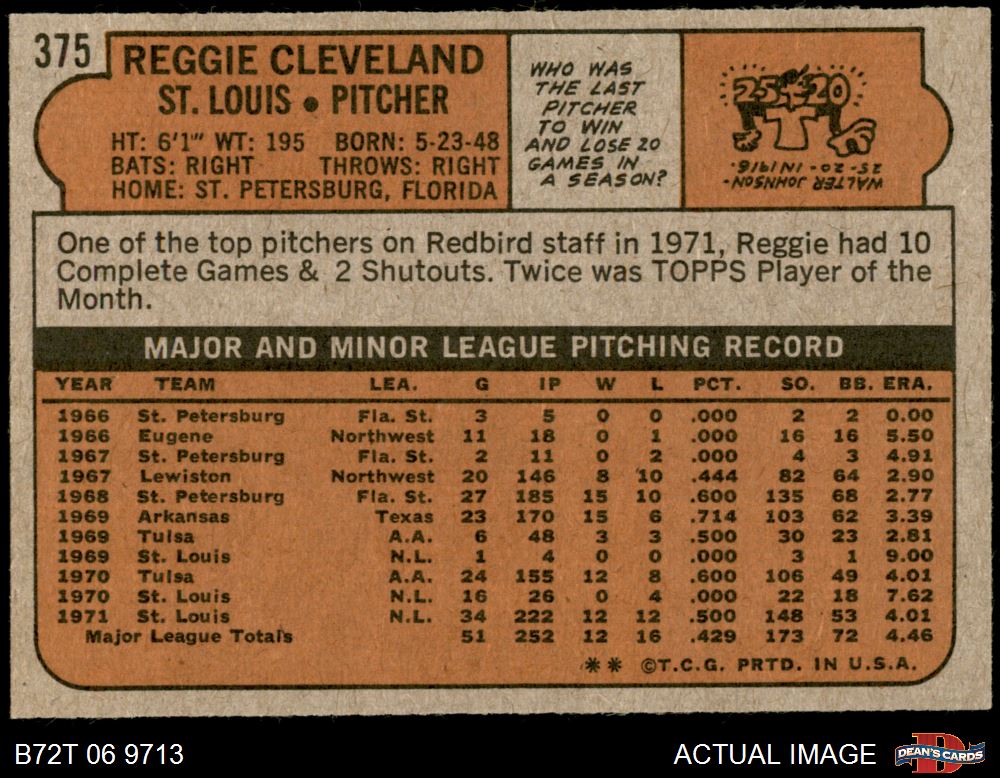 375
REGGIE CLEVELAND
ST. LOUIS • PITCHER
HT: 6'1" WT: 195 BORN: 5-23-48
BATS: RIGHT THROWS: RIGHT
HOME: ST. PETERSBURG, FLORIDA
WHO WAS
THE LAST
PITCHER
TO WIN
AND LOSE 20
GAMES IN
A SEASON?
25 20
WALTER JOHNSON
25-20-IN 1916.
One of the top pitchers on Redbird staff in 1971, Reggie had 10
Complete Games & 2 Shutouts. Twice was TOPPS Player of the
Month.
MAJOR AND MINOR LEAGUE PITCHING RECORD
YEAR TEAM LEA. G IP W L PCT. SO. BB. ERA.
1966 St. Petersburg Fla. St. 3 5 0 0 .000 2 2 0.00
1966 Eugene Northwest 11 18 0 1 .000 16 16 5.50
1967 St. Petersburg Fla. St. 2 11 0 2 .000 4 3 4.91
1967 Lewiston Northwest 20 146 8 10 .444 82 64 2.90
1968 St. Petersburg Fla. St. 27 185 15 10 .600 135 68 2.77
1969 Arkansas Texas 23 170 15 6 .714 103 62 3.39
1969 Tulsa A.A. 6 48 3 3 .500 30 23 2.81
1969 St. Louis N.L. 1 4 0 0 .000 3 1 9.00
1970 Tulsa A.A. 24 155 12 8 .600 106 49 4.01
1970 St. Louis N.L. 16 26 0 4 .000 22 18 7.62
1971 St. Louis N.L. 34 222 12 12 .500 148 53 4.01
Major League Totals 51 252 12 16 .429 173 72 4.46
** ©T.C.G. PRTD. IN U.S.A.
B72T 06 9713
ACTUAL IMAGE
DEAN'S CARDS